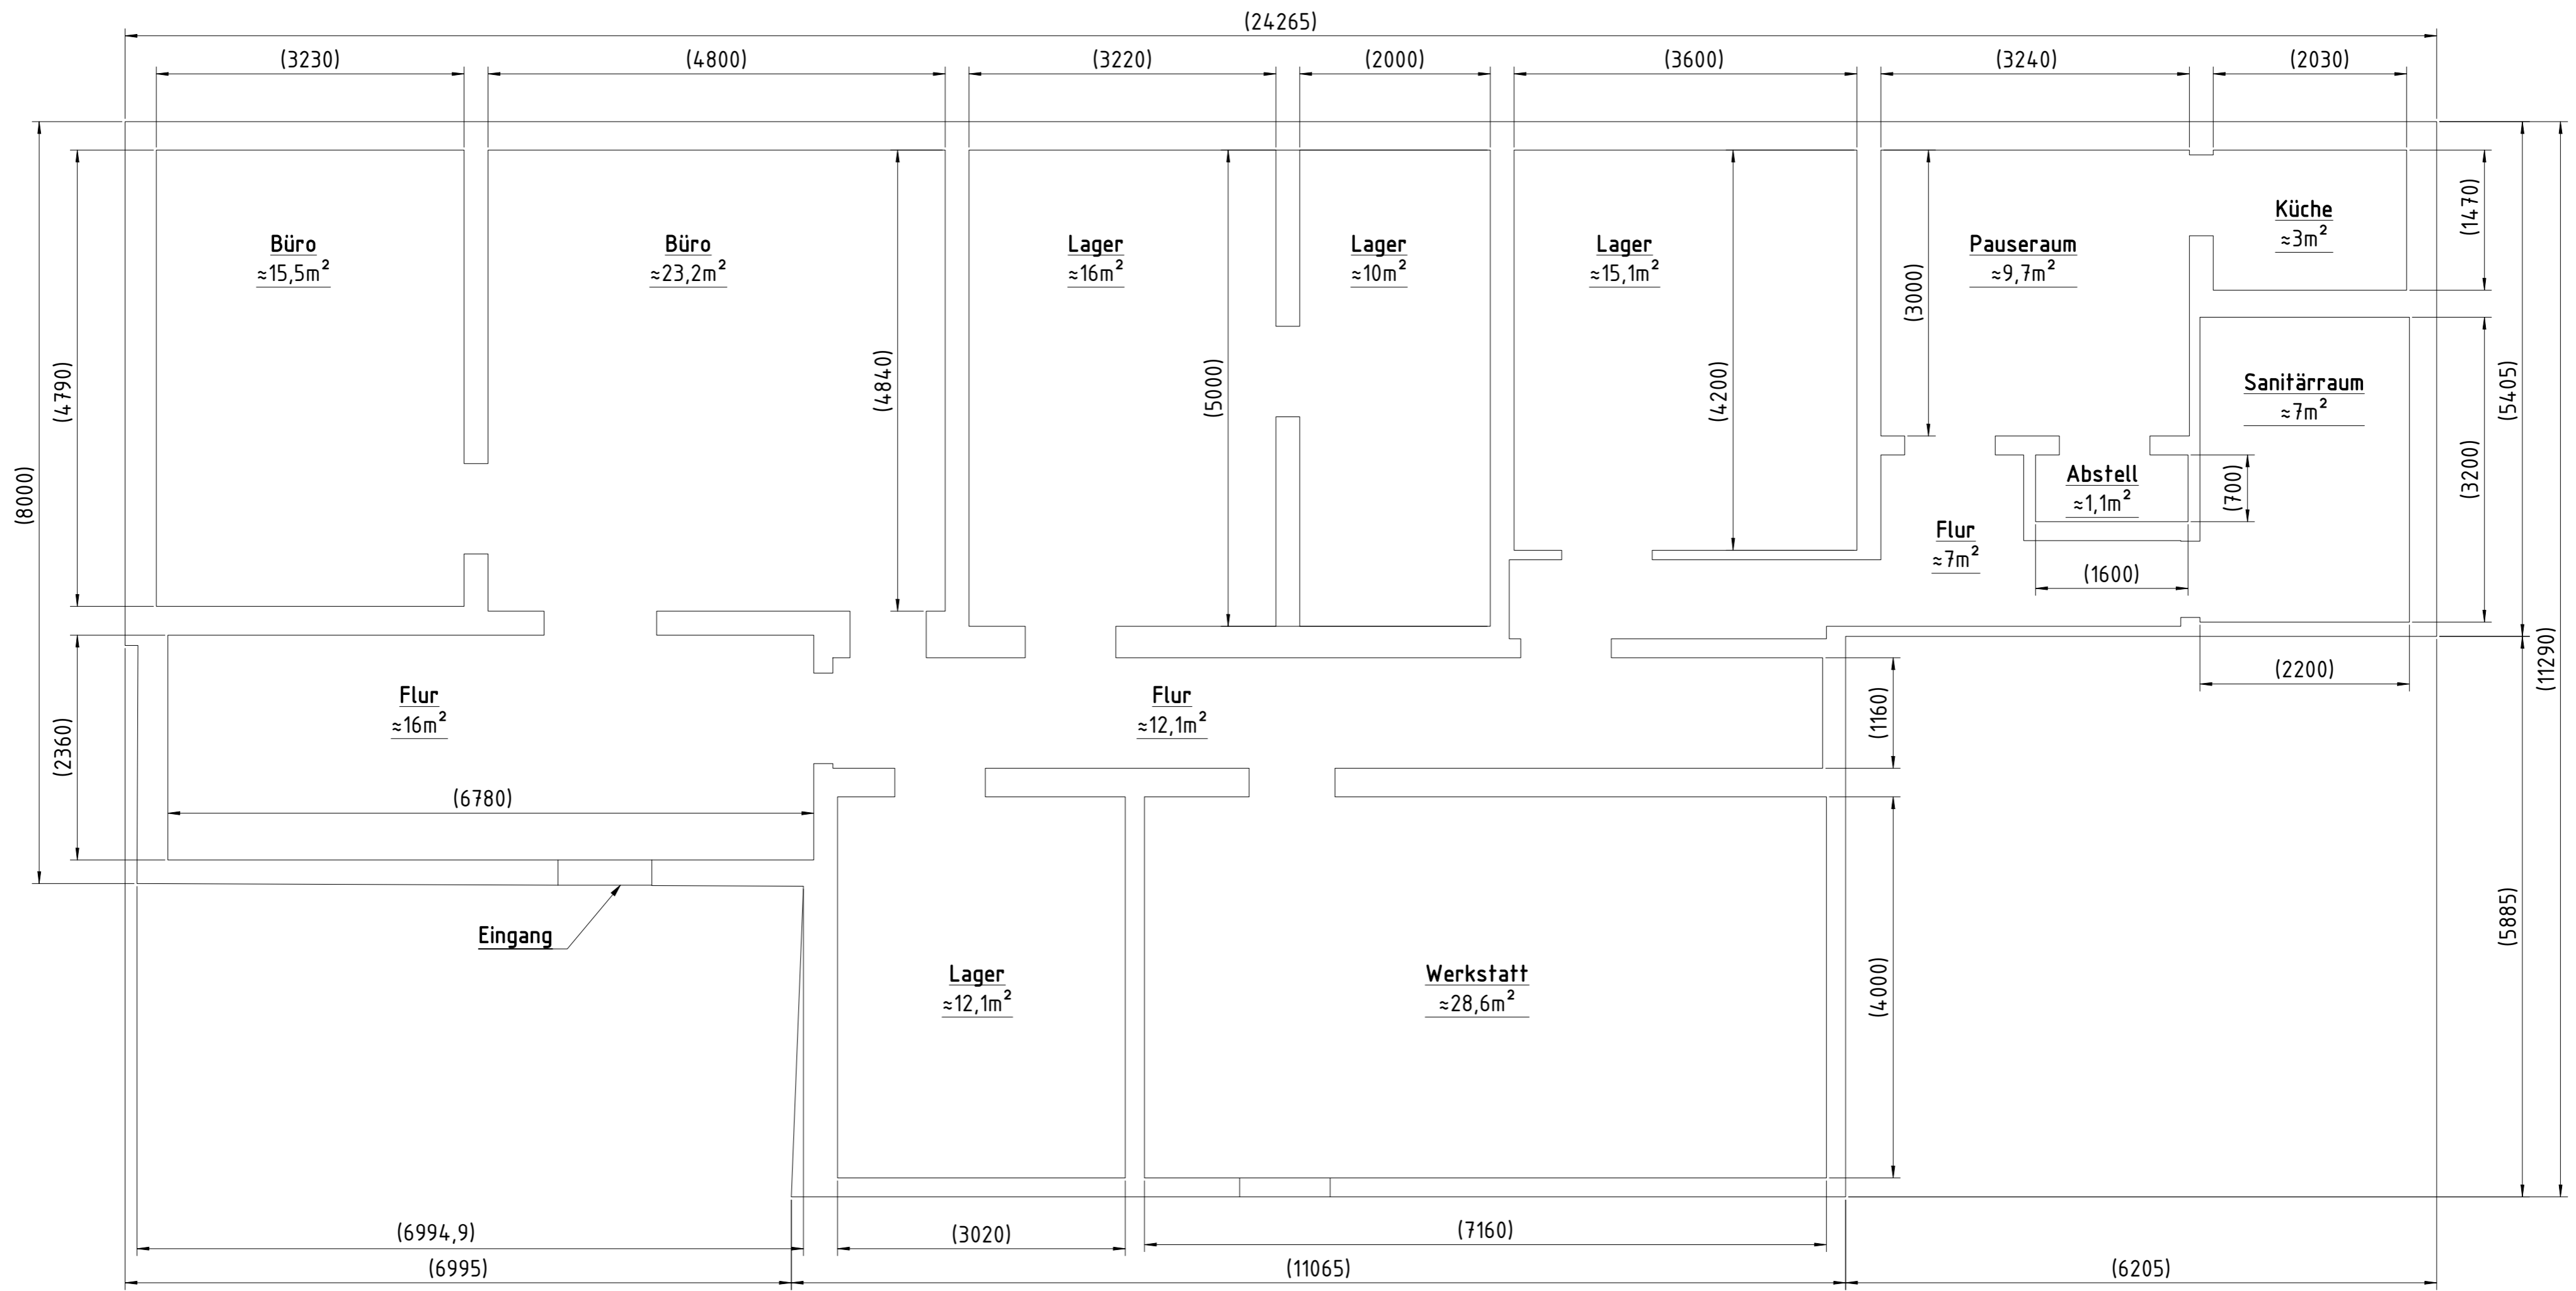 (24265)
(3230)
(4800)
(3220)
(2000)
(3600)
(3240)
(2030)
Büro
≈15,5m²
Büro
≈23,2m²
Lager
≈16m²
Lager
≈10m²
Lager
≈15,1m²
Pauseraum
≈9,7m²
Küche
≈3m²
(1470)
(3000)
(4790)
(4840)
(5000)
(4200)
Sanitärraum
≈7m²
(5405)
(3200)
(8000)
Abstell
≈1,1m²
(700)
Flur
≈7m²
(1600)
(2200)
(11290)
Flur
≈16m²
Flur
≈12,1m²
(1160)
(2360)
(6780)
Eingang
Lager
≈12,1m²
Werkstatt
≈28,6m²
(4000)
(5885)
(6994,9)
(3020)
(7160)
(6995)
(11065)
(6205)